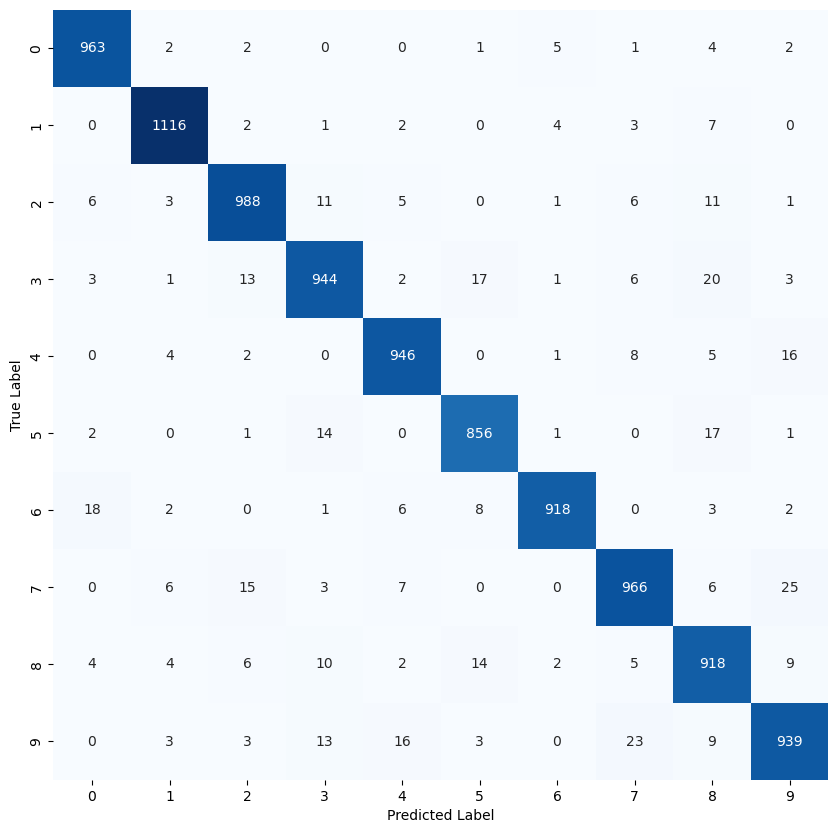 963 2 2 0 0 1 5 1 4 2 0
0 1116 2 1 2 0 4 3 7 0 1
6 3 988 11 5 0 1 6 11 1 2
3 1 13 944 2 17 1 6 20 3 3
0 4 2 0 946 0 1 8 5 16 4
True Label
2 0 1 14 0 856 1 0 17 1 5
18 2 0 1 6 8 918 0 3 2 6
0 6 15 3 7 0 0 966 6 25 7
4 4 6 10 2 14 2 5 918 9 8
0 3 3 13 16 3 0 23 9 939 9
0 1 2 3 4 5 6 7 8 9
Predicted Label